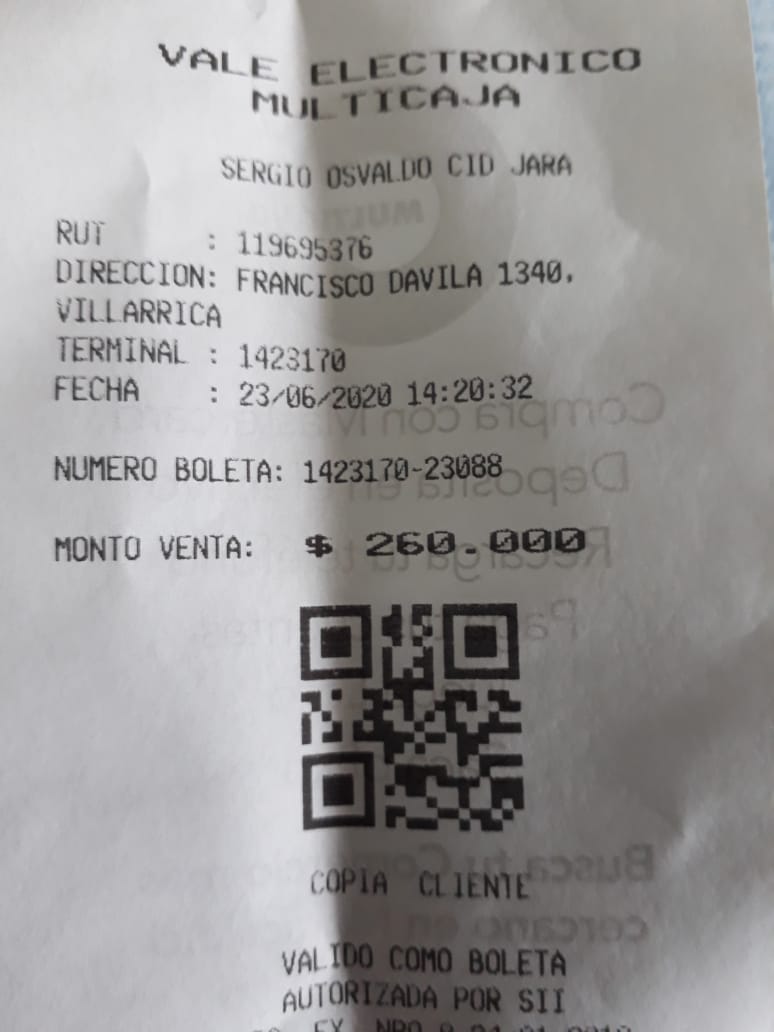 VALE ELECTRONICO
MULTICAJA
SERGIO OSVALDO CID JARA
RUT : 119695376
DIRECCION: FRANCISCO DAVILA 1340.
VILLARRICA
TERMINAL : 1423170
FECHA : 23/06/2020 14:20:32
NUMERO BOLETA: 1423170-23088
MONTO VENTA: $ 260.000
COPIA CLIENTE
VALIDO COMO BOLETA
AUTORIZADA POR SII